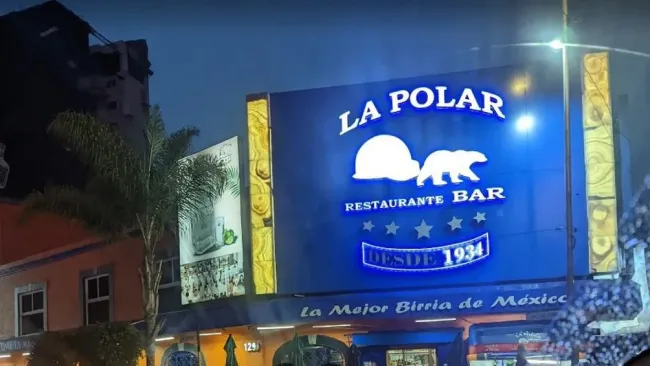 LA POLAR
RESTAURANTE BAR
DESDE 1934
La Mejor Birria de México
129